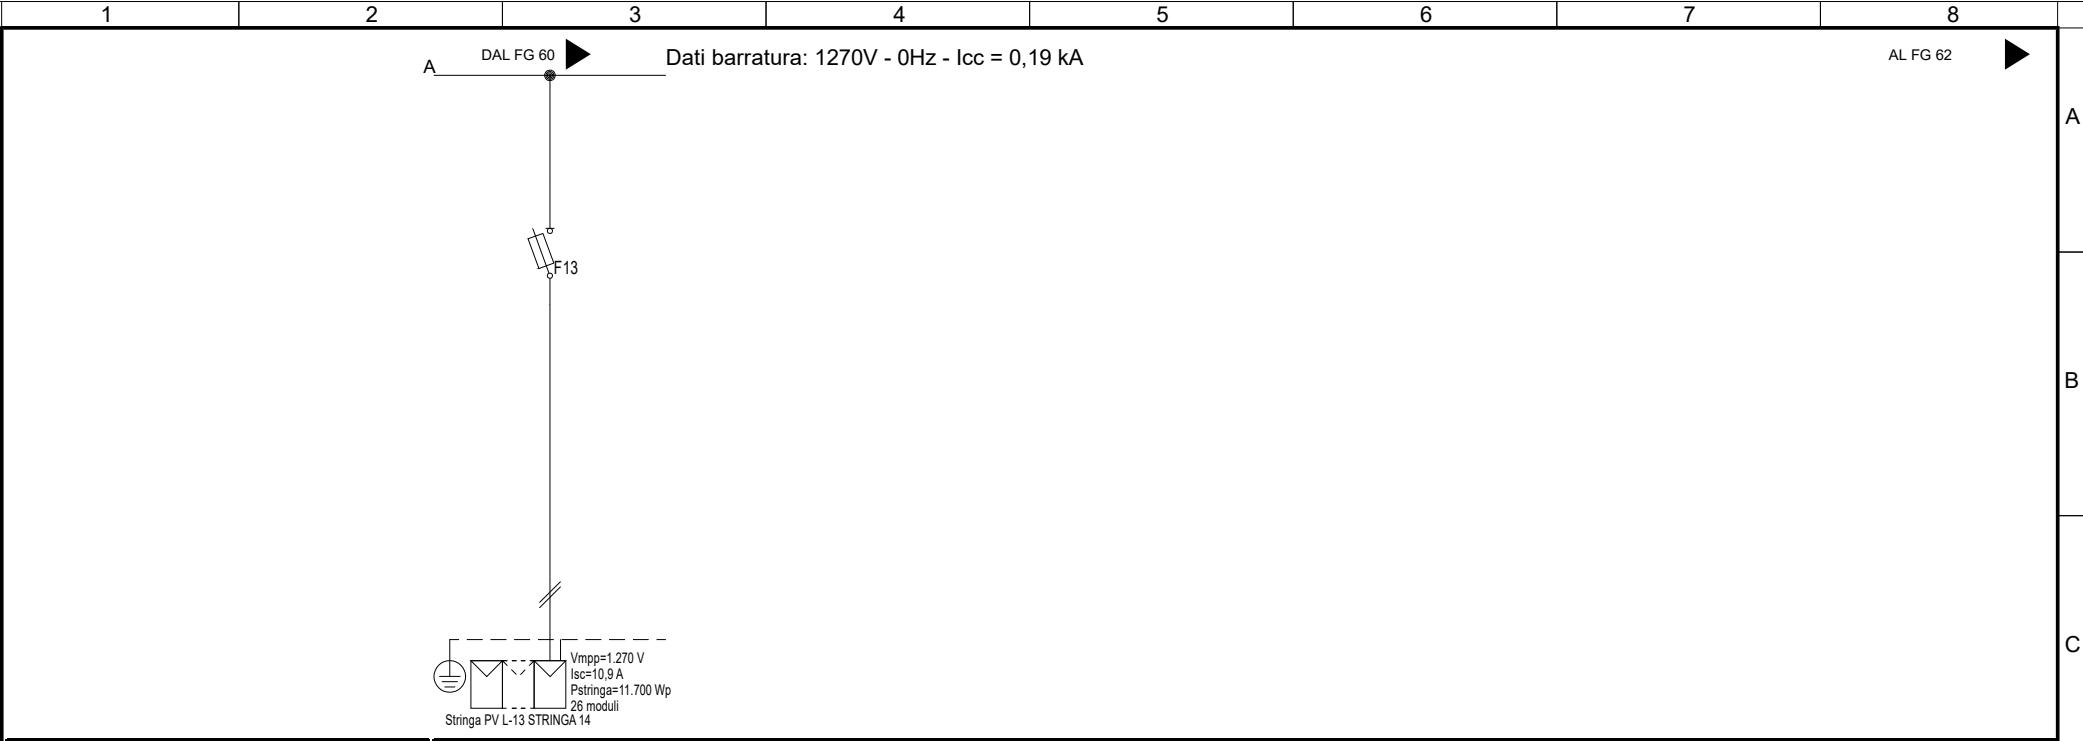 1 2 3 4 5 6 7 8
DAL FG 60 Dati barratura: 1270V - 0Hz - Icc = 0,19 kA AL FG 62
A
A
F13
B
C
Vmpp=1.270 V
Isc=10,9 A
Pstringa=11.700 Wp
26 moduli
Stringa PV L-13 STRINGA 14